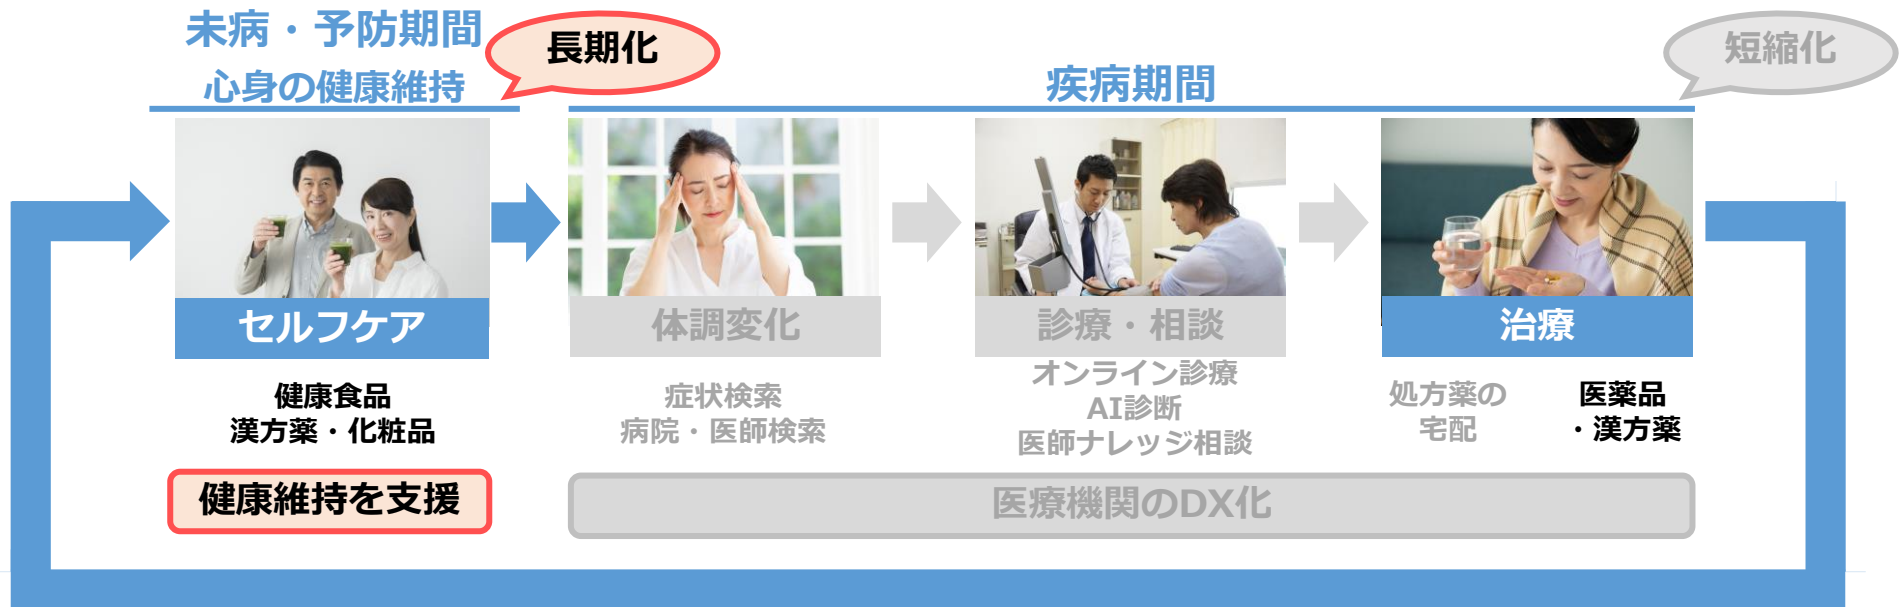 未病・予防期間
心身の健康維持
長期化
疾病期間
短縮化
セルフケア
体調変化
診療・相談
治療
健康食品
漢方薬・化粧品
症状検索
病院・医師検索
オンライン診療
AI診断
医師ナレッジ相談
処方薬の
宅配
医薬品
・漢方薬
健康維持を支援
医療機関のDX化